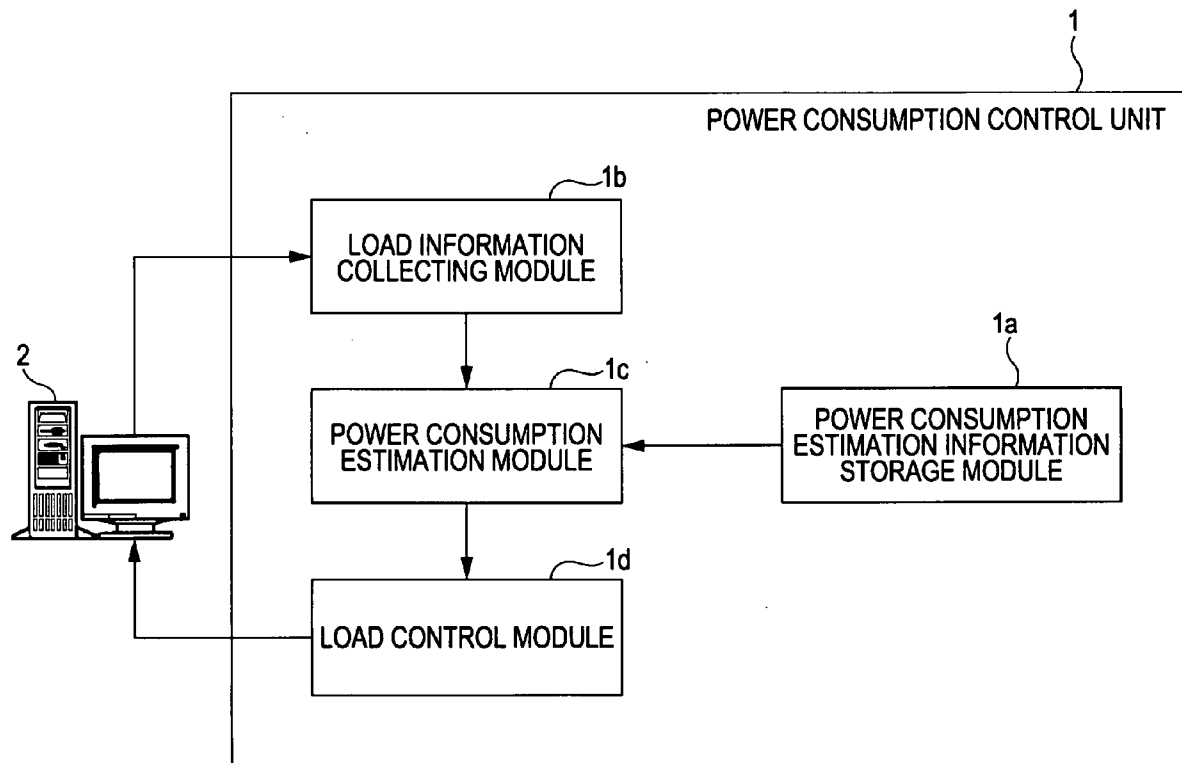 1
POWER CONSUMPTION CONTROL UNIT
1b
LOAD INFORMATION
COLLECTING MODULE
1a
2
1c
POWER CONSUMPTION
ESTIMATION MODULE
POWER CONSUMPTION
ESTIMATION INFORMATION
STORAGE MODULE
1d
LOAD CONTROL MODULE